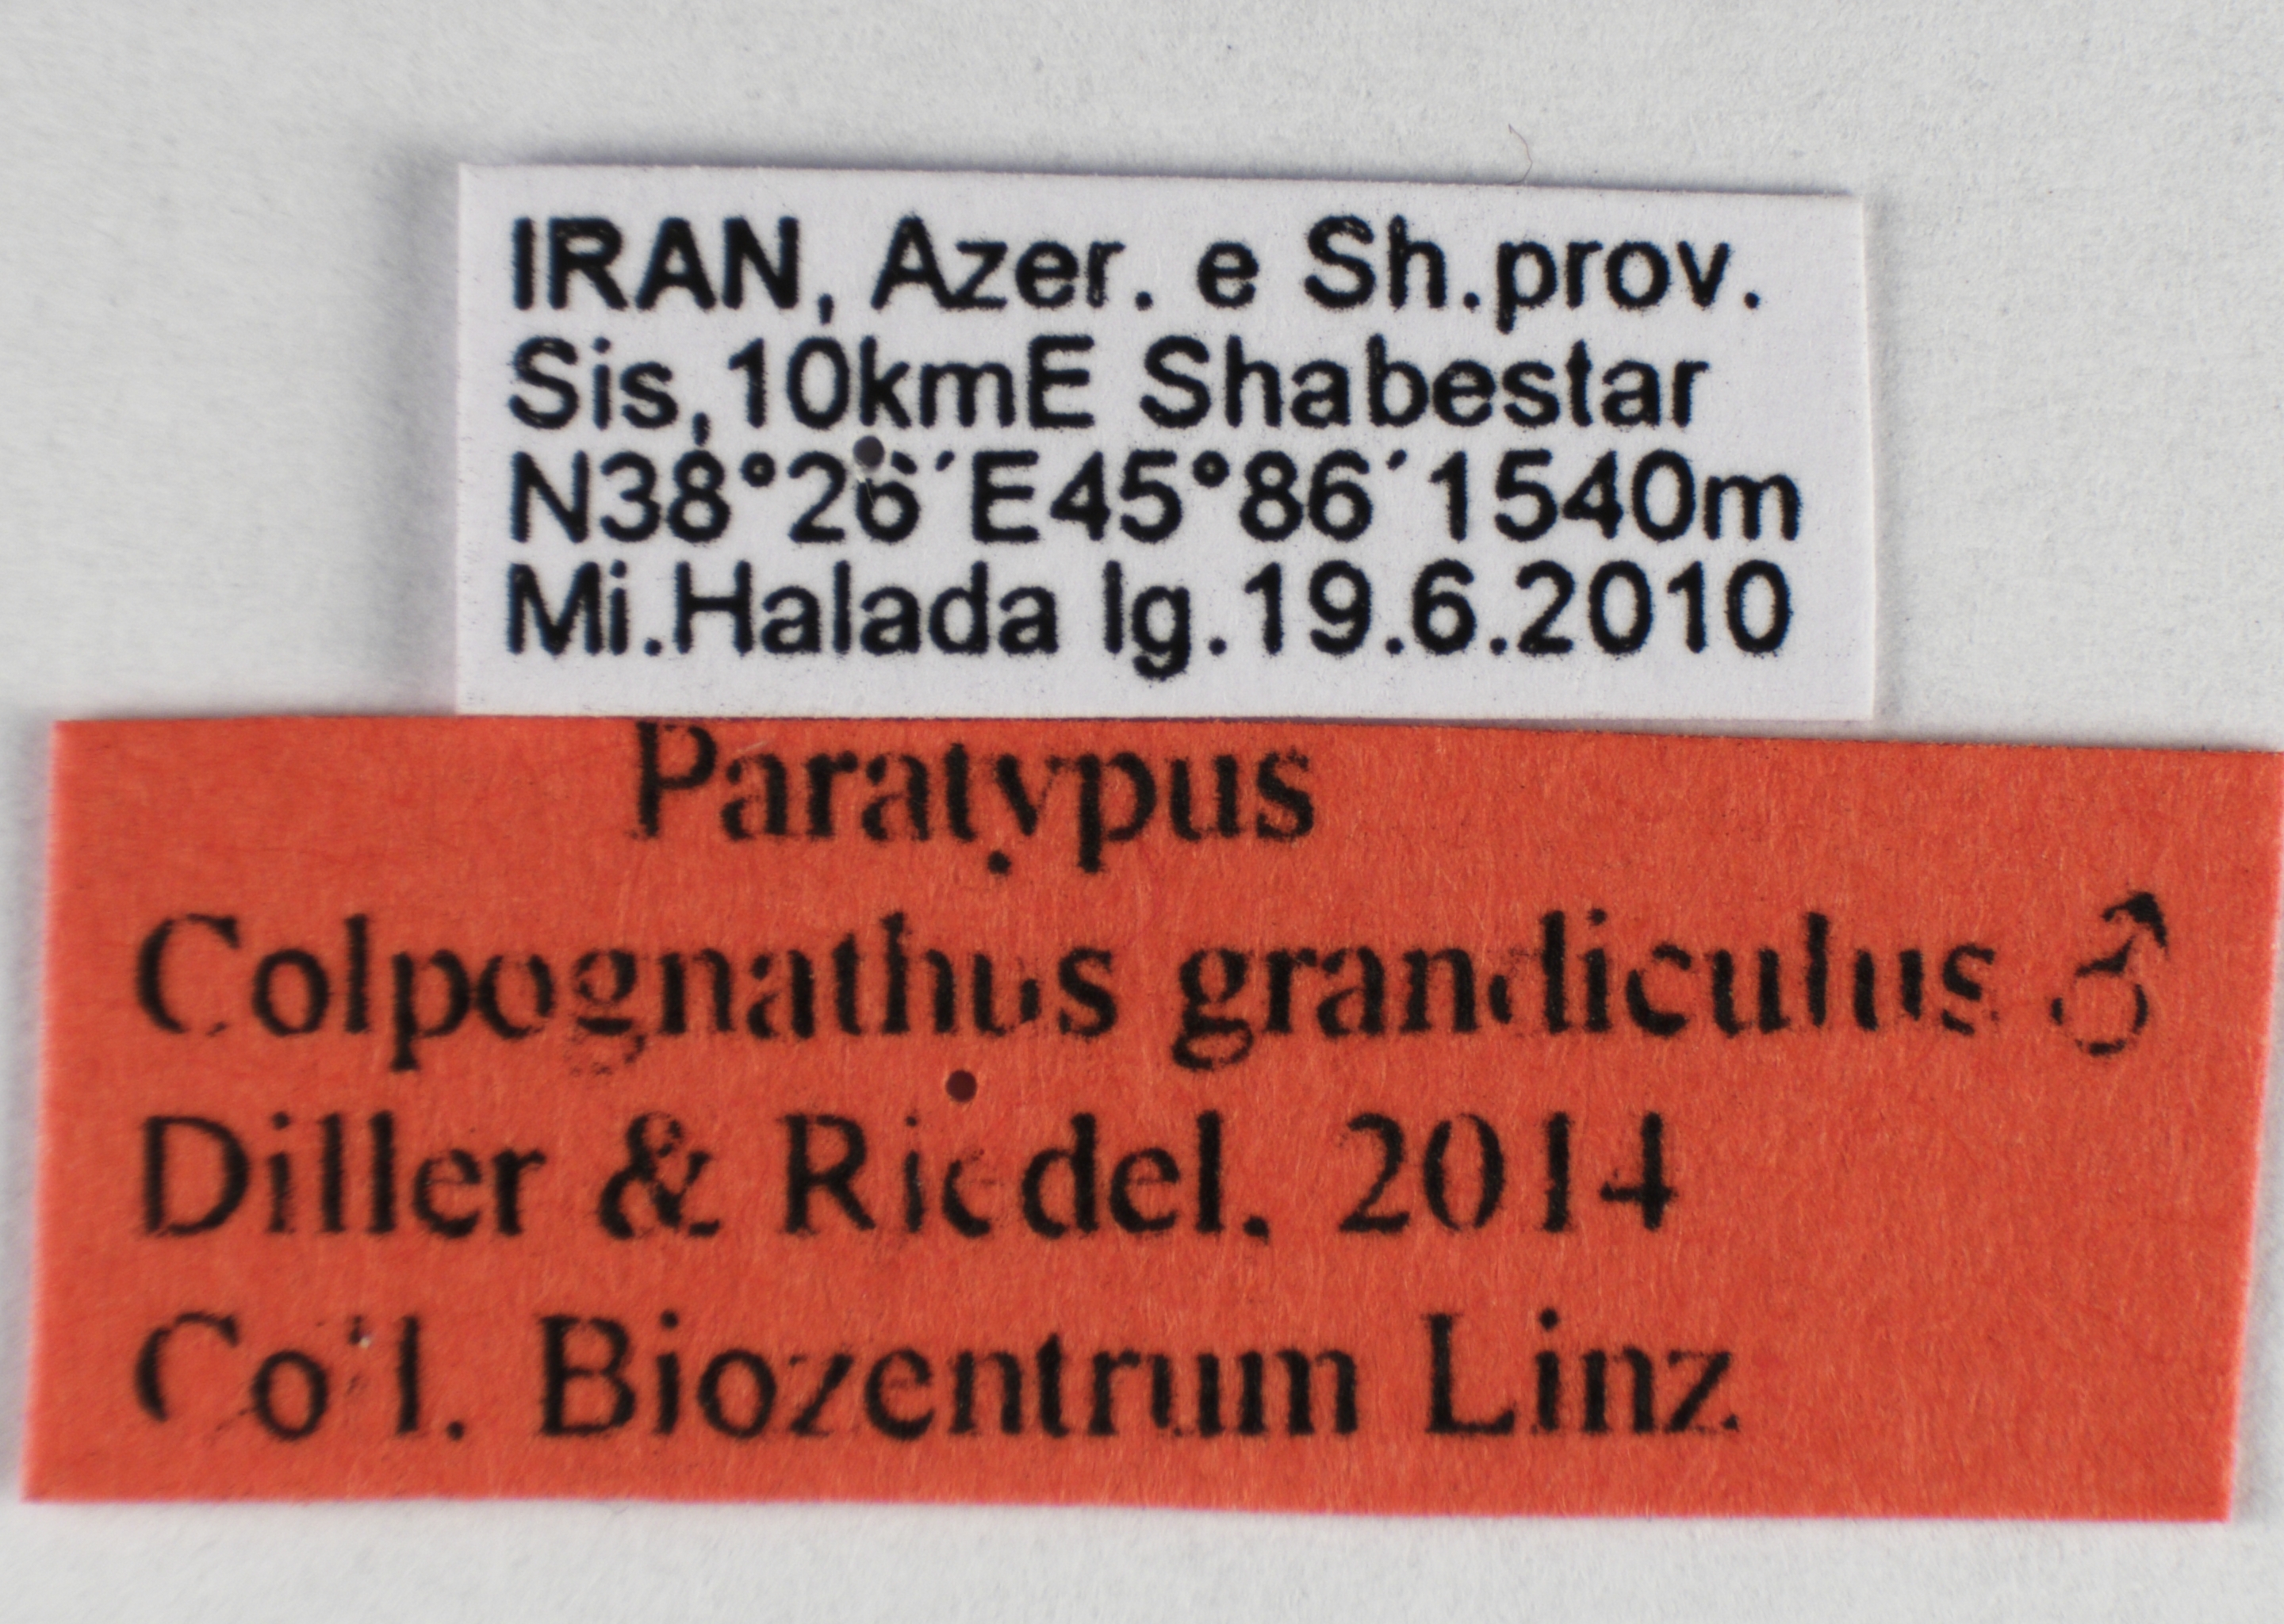 IRAN, Azer. e Sh.prov.
Sis,10kmE Shabestar
N38°26´E45°86´1540m
Mi.Halada lg.19.6.2010
Paratypus
Colpognathus grandiculus ♂
Diller & Riedel, 2014
Coll. Biozentrum Linz